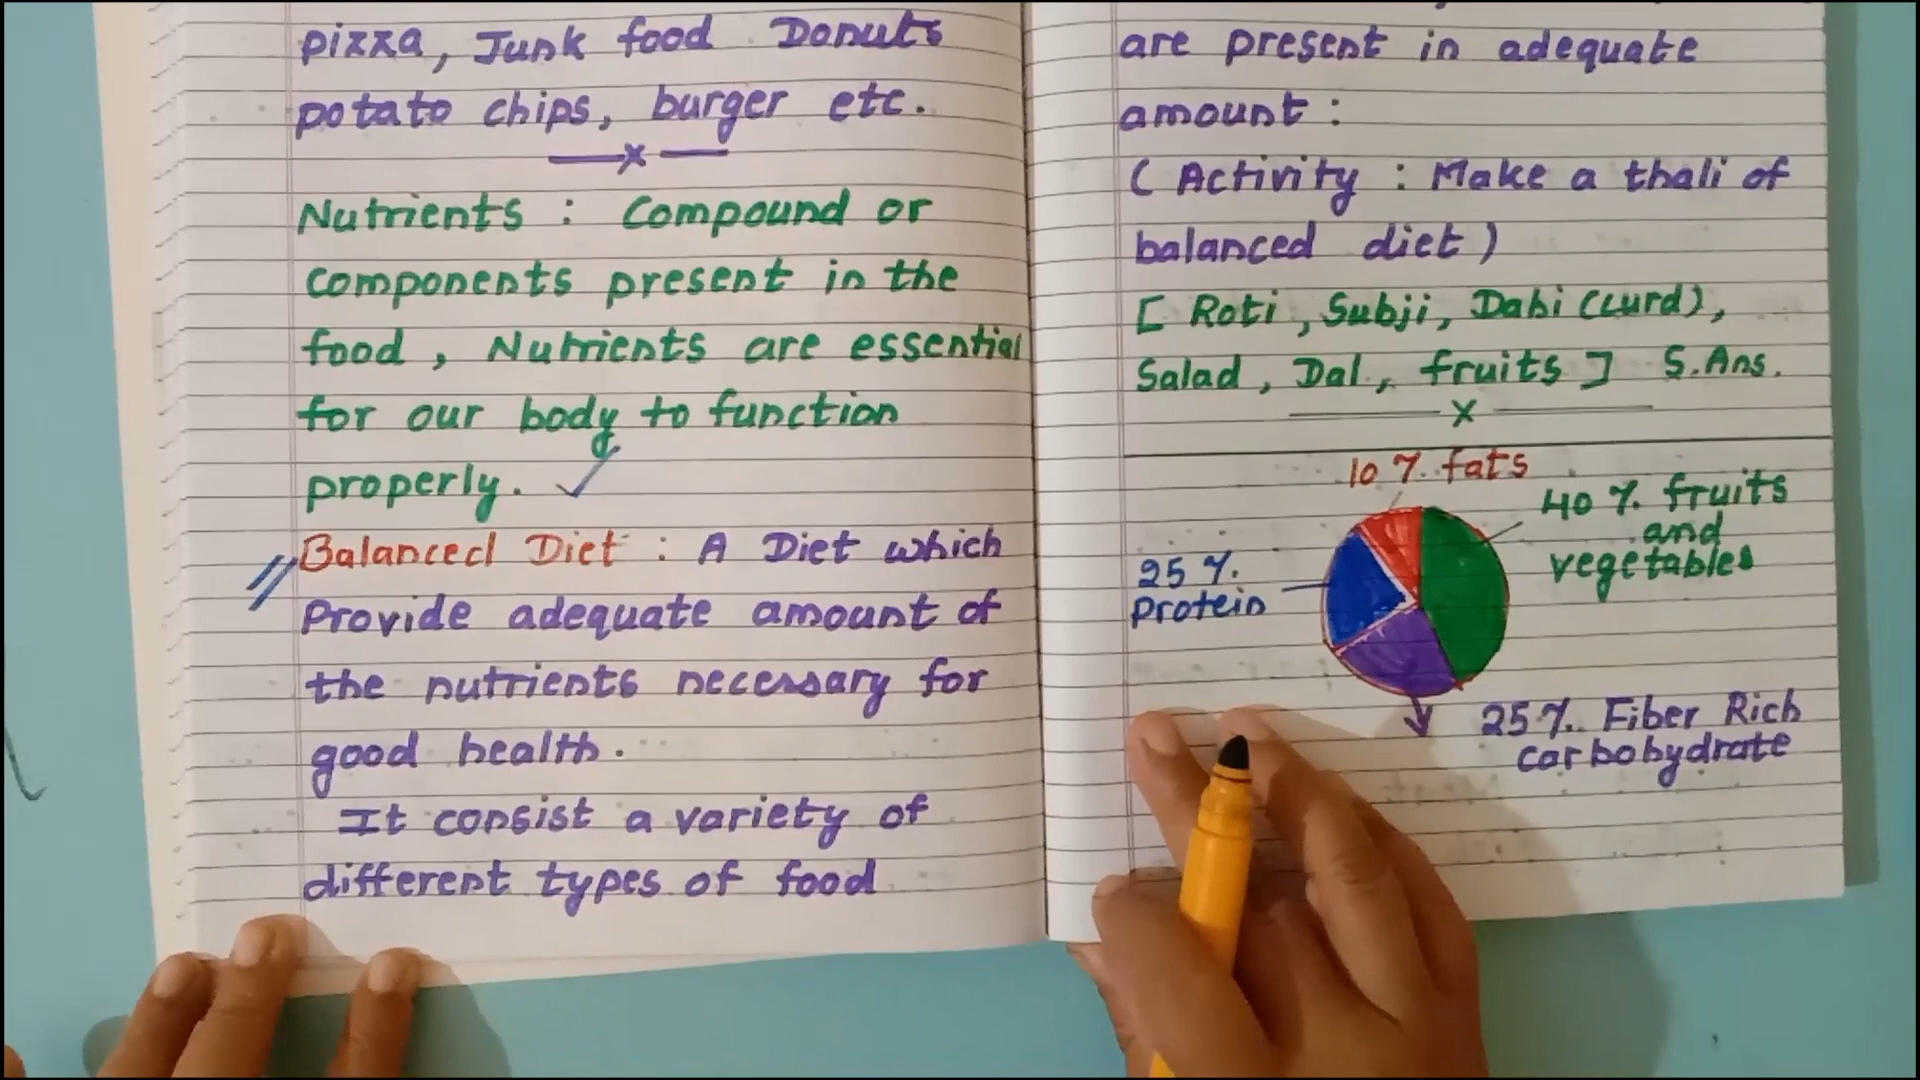 pizza, Junk food Donuts
potato chips, burger etc.
Nutrients : Compound or
components present in the
food, Nutrients are essential
for our body to function
properly.
Balanced Diet : A Diet which
Provide adequate amount of
the nutrients necessary for
good health.
It consist a variety of
different types of food
are present in adequate
amount :
( Activity : Make a thali of
balanced diet )
[ Roti, Subji, Dahi (Curd),
Salad, Dal, fruits ] S.Ans.
10 % fats
40 % fruits
and
vegetables
25 %
protein
25 % Fiber Rich
carbohydrate